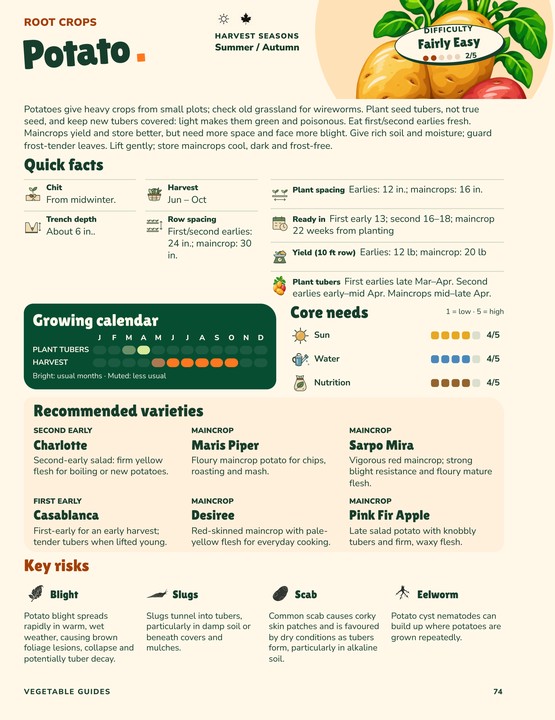 ROOT CROPS
Potato.
HARVEST SEASONS
Summer / Autumn
DIFFICULTY
Fairly Easy
2/5
Potatoes give heavy crops from small plots; check old grassland for wireworms. Plant seed tubers, not true
seed, and keep new tubers covered: light makes them green and poisonous. Eat first/second earlies fresh.
Maincrops yield and store better, but need more space and face more blight. Give rich soil and moisture; guard
frost-tender leaves. Lift gently; store maincrops cool, dark and frost-free.
Quick facts
Chit
From midwinter.
Harvest
Jun – Oct
Trench depth
About 6 in..
Row spacing
First/second earlies:
24 in.; maincrop: 30
in.
Plant spacing Earlies: 12 in.; maincrops: 16 in.
Ready in First early 13; second 16–18; maincrop
22 weeks from planting
Yield (10 ft row) Earlies: 12 lb; maincrop: 20 lb
Plant tubers First earlies late Mar–Apr. Second
earlies early–mid Apr. Maincrops mid–late Apr.
Growing calendar
J F M A M J J A S O N D
PLANT TUBERS
HARVEST
Bright: usual months · Muted: less usual
Core needs
1 = low · 5 = high
Sun 4/5
Water 4/5
Nutrition 4/5
Recommended varieties
SECOND EARLY
Charlotte
Second-early salad: firm yellow
flesh for boiling or new potatoes.
MAINCROP
Maris Piper
Floury maincrop potato for chips,
roasting and mash.
MAINCROP
Sarpo Mira
Vigorous red maincrop; strong
blight resistance and floury mature
flesh.
FIRST EARLY
Casablanca
First-early for an early harvest;
tender tubers when lifted young.
MAINCROP
Desiree
Red-skinned maincrop with pale-
yellow flesh for everyday cooking.
MAINCROP
Pink Fir Apple
Late salad potato with knobbly
tubers and firm, waxy flesh.
Key risks
Blight
Potato blight spreads
rapidly in warm, wet
weather, causing brown
foliage lesions, collapse and
potentially tuber decay.
Slugs
Slugs tunnel into tubers,
particularly in damp soil or
beneath covers and
mulches.
Scab
Common scab causes corky
skin patches and is favoured
by dry conditions as tubers
form, particularly in alkaline
soil.
Eelworm
Potato cyst nematodes can
build up where potatoes are
grown repeatedly.
VEGETABLE GUIDES
74